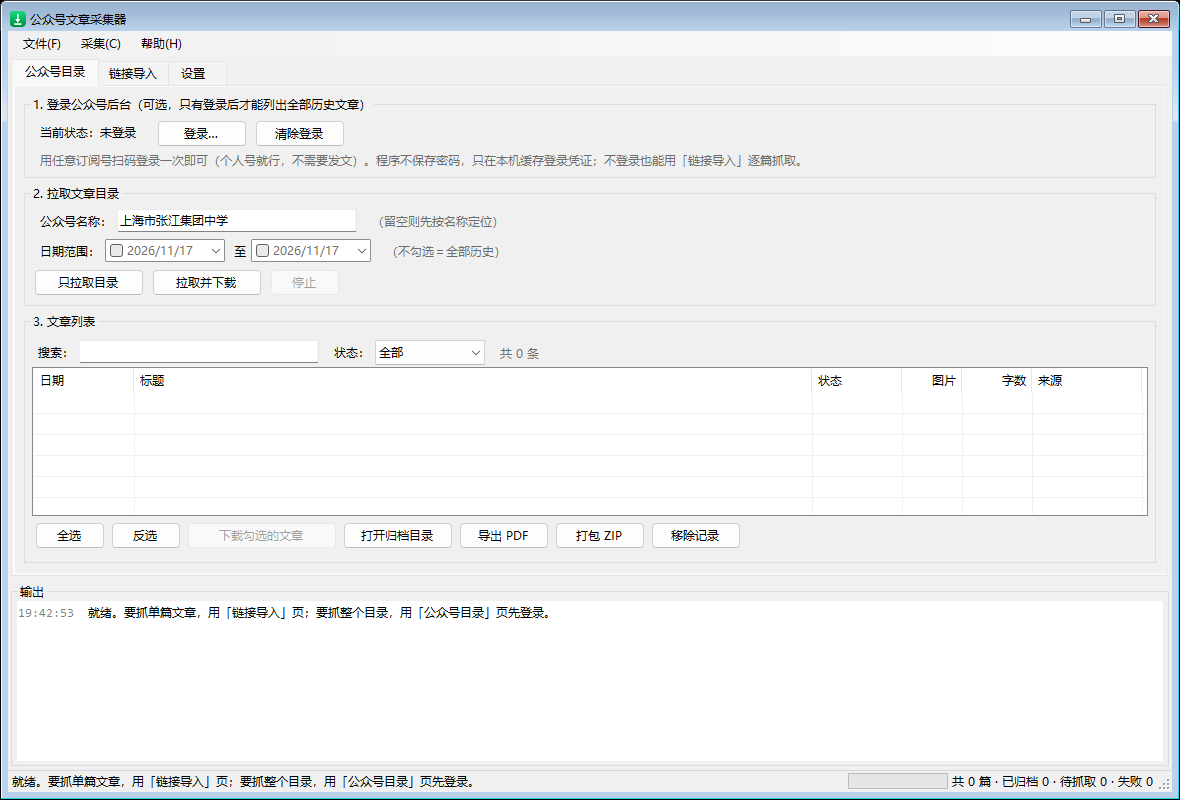 公众号文章采集器
文件(F) 采集(C) 帮助(H)
公众号目录 链接导入 设置
1. 登录公众号后台（可选，只有登录后才能列出全部历史文章）
当前状态：未登录 登录... 清除登录
用任意订阅号扫码登录一次即可（个人号就行，不需要发文）。程序不保存密码，只在本机缓存登录凭证；不登录也能用「链接导入」逐篇抓取。
2. 拉取文章目录
公众号名称： 上海市张江集团中学 （留空则先按名称定位）
日期范围： 2026/11/17 至 2026/11/17 （不勾选＝全部历史）
只拉取目录 拉取并下载 停止
3. 文章列表
搜索： 状态： 全部 共 0 条
日期 标题 状态 图片 字数 来源
全选 反选 下载勾选的文章 打开归档目录 导出 PDF 打包 ZIP 移除记录
输出
19:42:53 就绪。要抓单篇文章，用「链接导入」页；要抓整个目录，用「公众号目录」页先登录。
就绪。要抓单篇文章，用「链接导入」页；要抓整个目录，用「公众号目录」页先登录。 共 0 篇 · 已归档 0 · 待抓取 0 · 失败 0